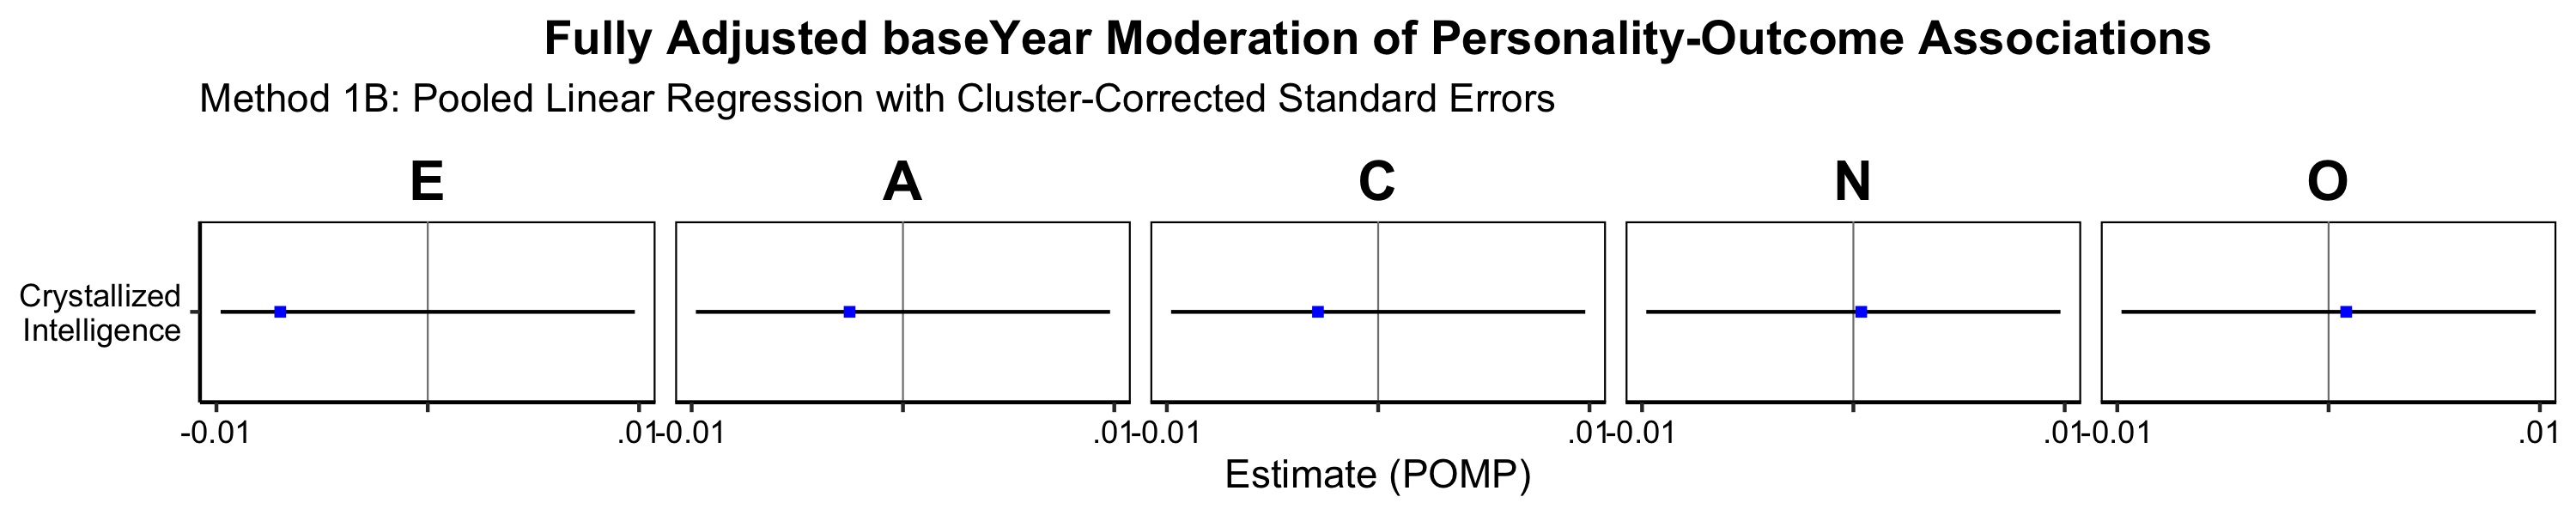 Fully Adjusted baseYear Moderation of Personality-Outcome Associations
Method 1B: Pooled Linear Regression with Cluster-Corrected Standard Errors
E A C N O
Crystallized
Intelligence
-0.01 .01 -0.01 .01 -0.01 .01 -0.01 .01 -0.01 .01
Estimate (POMP)